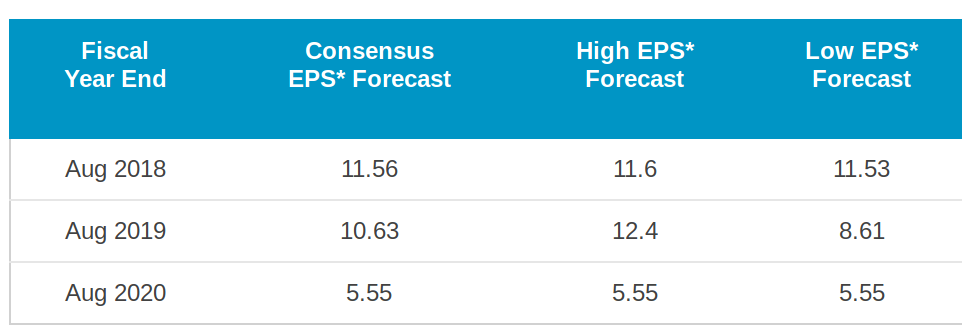 Fiscal Year End Consensus EPS* Forecast High EPS* Forecast Low EPS* Forecast
Aug 2018 11.56 11.6 11.53
Aug 2019 10.63 12.4 8.61
Aug 2020 5.55 5.55 5.55